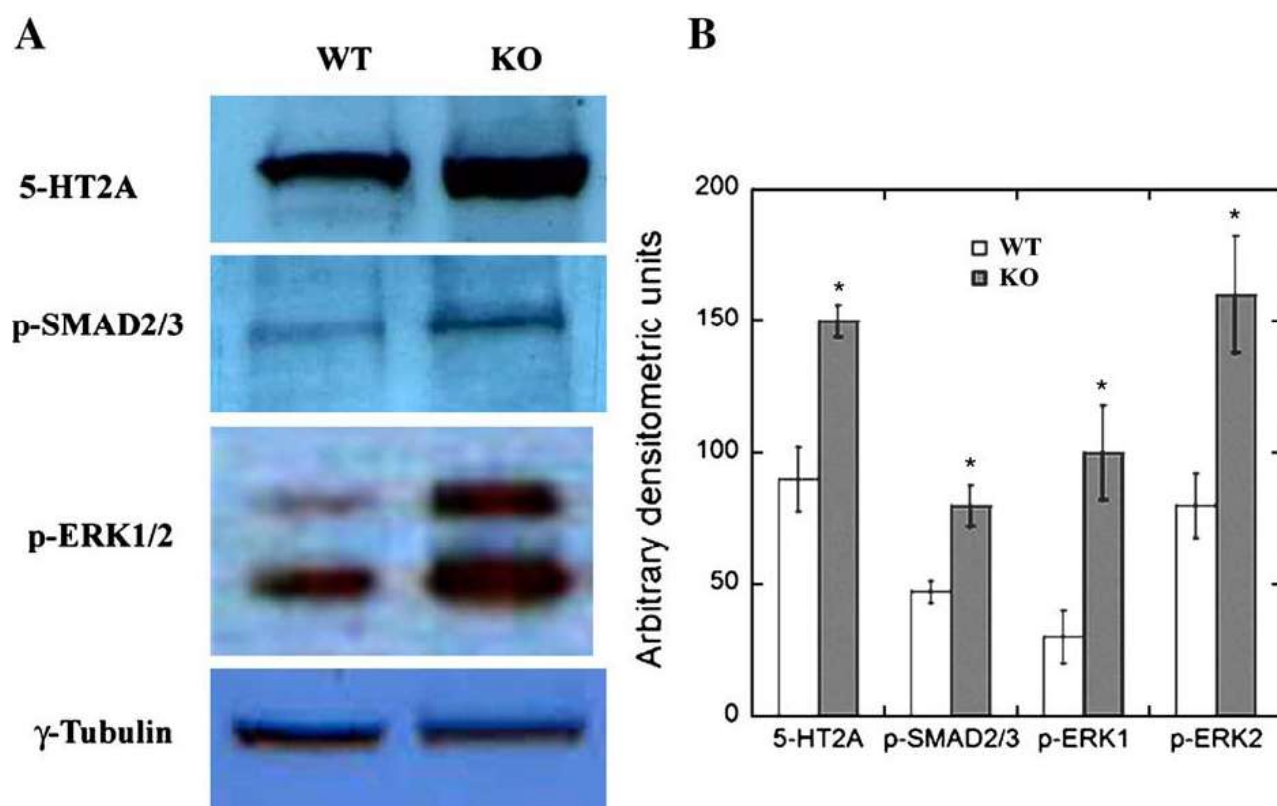 A
WT KO
5-HT2A
p-SMAD2/3
p-ERK1/2
γ-Tubulin
B
Arbitrary densitometric units
200
150
100
50
0
WT
KO
*
*
*
*
5-HT2A p-SMAD2/3 p-ERK1 p-ERK2